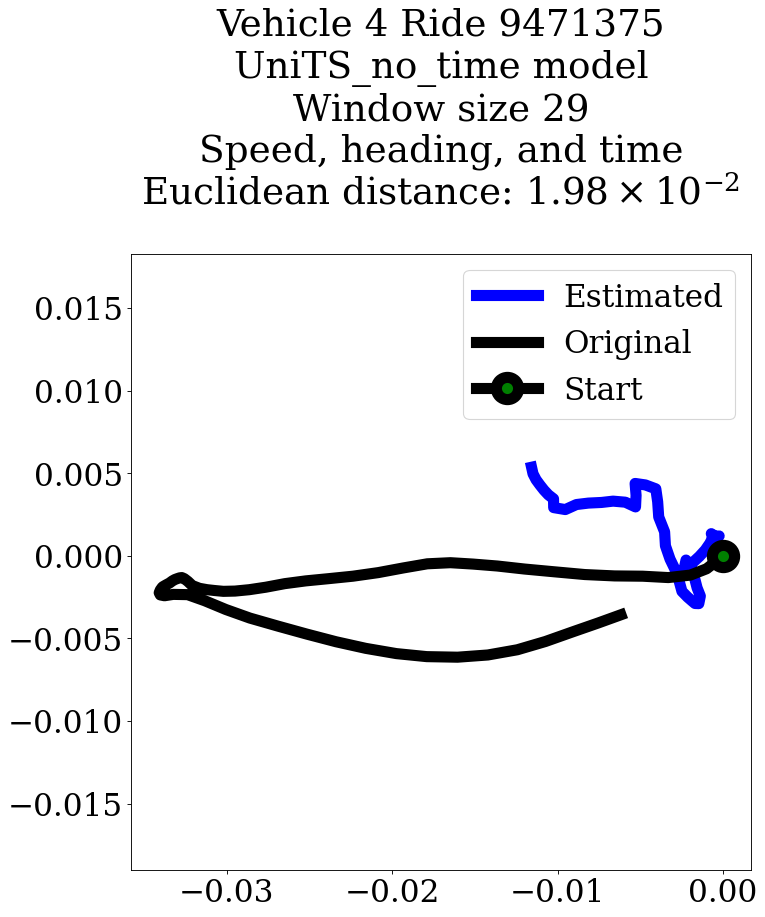 Vehicle 4 Ride 9471375
UniTS_no_time model
Window size 29
Speed, heading, and time
Euclidean distance: 1.98 × 10⁻²
Estimated
Original
Start
0.015
0.010
0.005
0.000
−0.005
−0.010
−0.015
−0.03
−0.02
−0.01
0.00